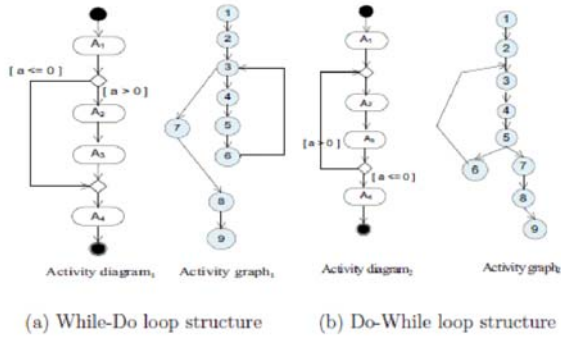 A₁
[ a <= 0 ]
[ a > 0 ]
A₂
A₃
A₄
1
2
3
4
5
6
7
8
9
A₁
A₂
A₃
[ a > 0 ]
[ a <= 0 ]
A₄
1
2
3
4
5
6
7
8
9
Activity diagram₁ Activity graph₁ Activity diagram₂ Activity graph₂
(a) While-Do loop structure (b) Do-While loop structure